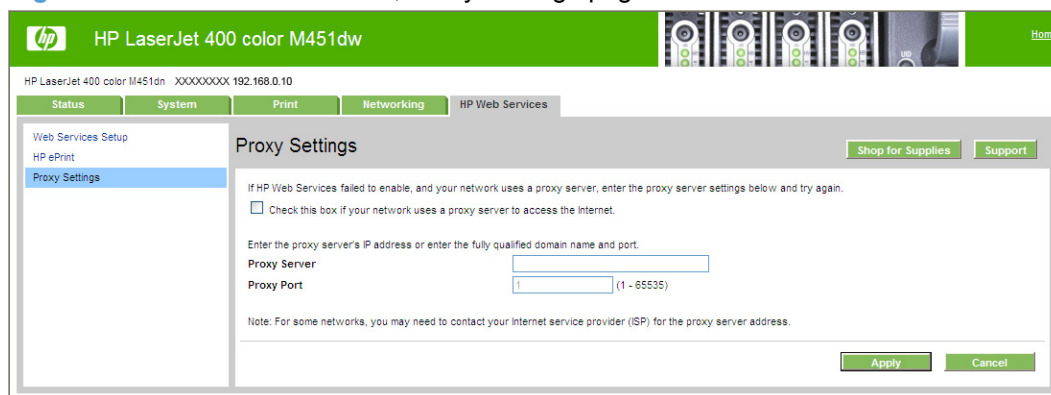 hp HP LaserJet 400 color M451dw
UID
HP LaserJet 400 color M451dn XXXXXXXX 192.168.0.10
Status System Print Networking HP Web Services
Web Services Setup
HP ePrint
Proxy Settings
Proxy Settings
Shop for Supplies Support
If HP Web Services failed to enable, and your network uses a proxy server, enter the proxy server settings below and try again.
Check this box if your network uses a proxy server to access the Internet.
Enter the proxy server's IP address or enter the fully qualified domain name and port.
Proxy Server
Proxy Port 1 (1 - 65535)
Note: For some networks, you may need to contact your Internet service provider (ISP) for the proxy server address.
Apply Cancel